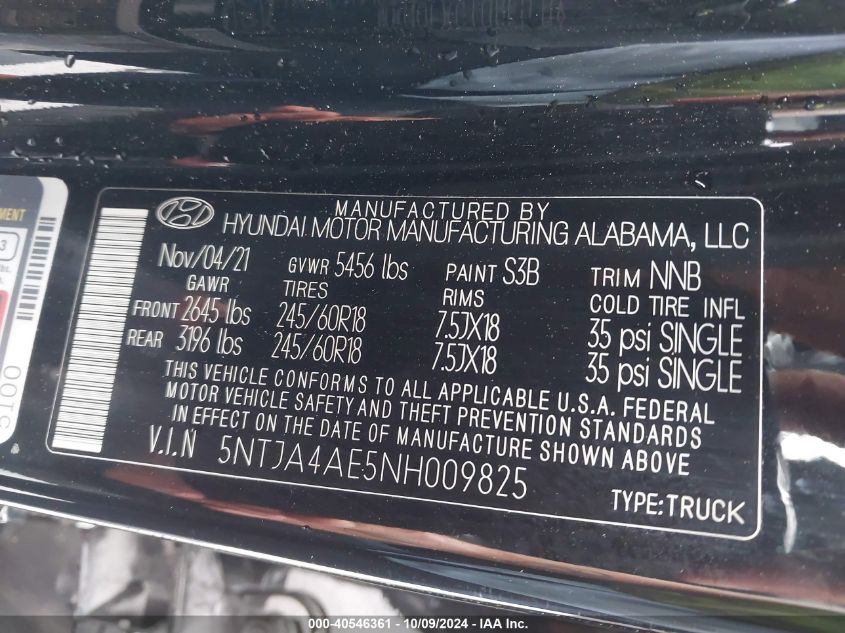 MENT
3
lbs.
5100
MANUFACTURED BY
HYUNDAI MOTOR MANUFACTURING ALABAMA, LLC
Nov/04/21 GVWR 5456 lbs PAINT S3B TRIM NNB
GAWR TIRES RIMS COLD TIRE INFL
FRONT 2645 lbs 245/60R18 7.5JX18 35 psi SINGLE
REAR 3196 lbs 245/60R18 7.5JX18 35 psi SINGLE
THIS VEHICLE CONFORMS TO ALL APPLICABLE U.S.A. FEDERAL
MOTOR VEHICLE SAFETY AND THEFT PREVENTION STANDARDS
IN EFFECT ON THE DATE OF MANUFACTURE SHOWN ABOVE
V.I.N 5NTJA4AE5NH009825
TYPE:TRUCK
000-40546361 - 10/09/2024 - IAA Inc.